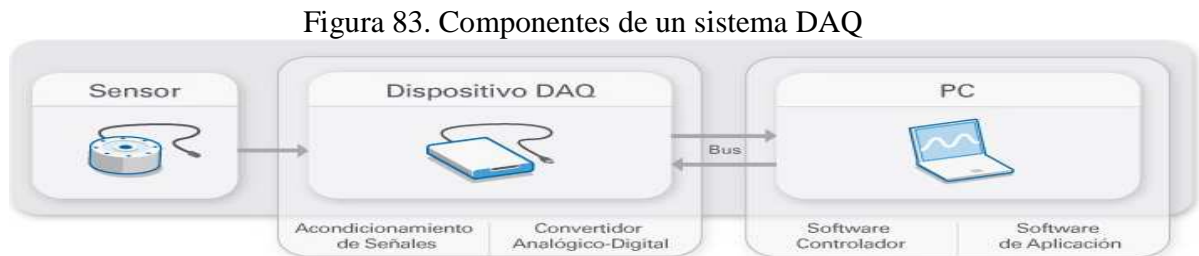 Figura 83. Componentes de un sistema DAQ
Sensor
Dispositivo DAQ
Bus
PC
Acondicionamiento
de Señales
Convertidor
Analógico-Digital
Software
Controlador
Software
de Aplicación